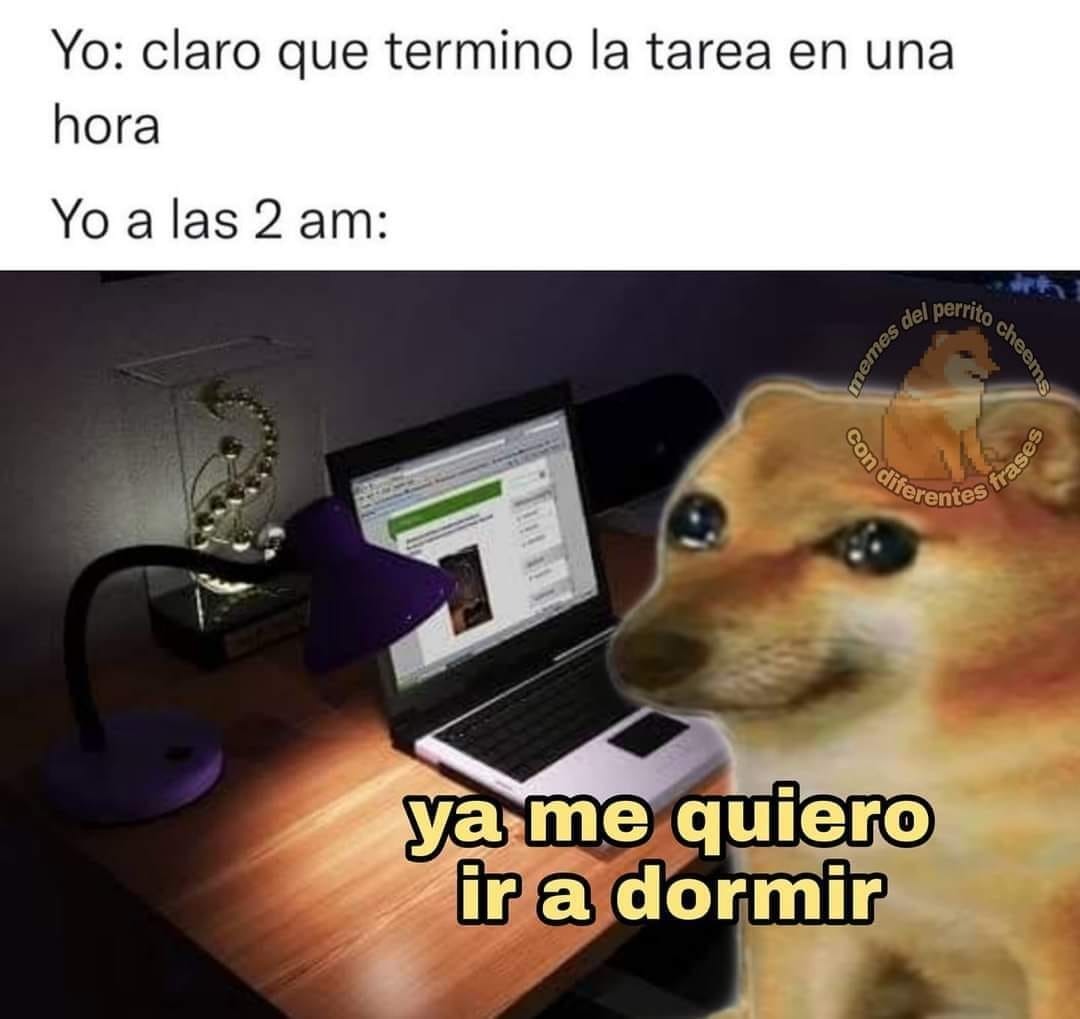 Yo: claro que termino la tarea en una
hora
Yo a las 2 am:
memes del perrito cheems
con diferentes frases
ya me quiero
ir a dormir